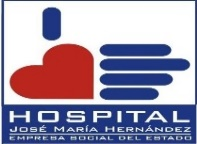 HOSPITAL
JOSÉ MARÍA HERNÁNDEZ
EMPRESA SOCIAL DEL ESTADO